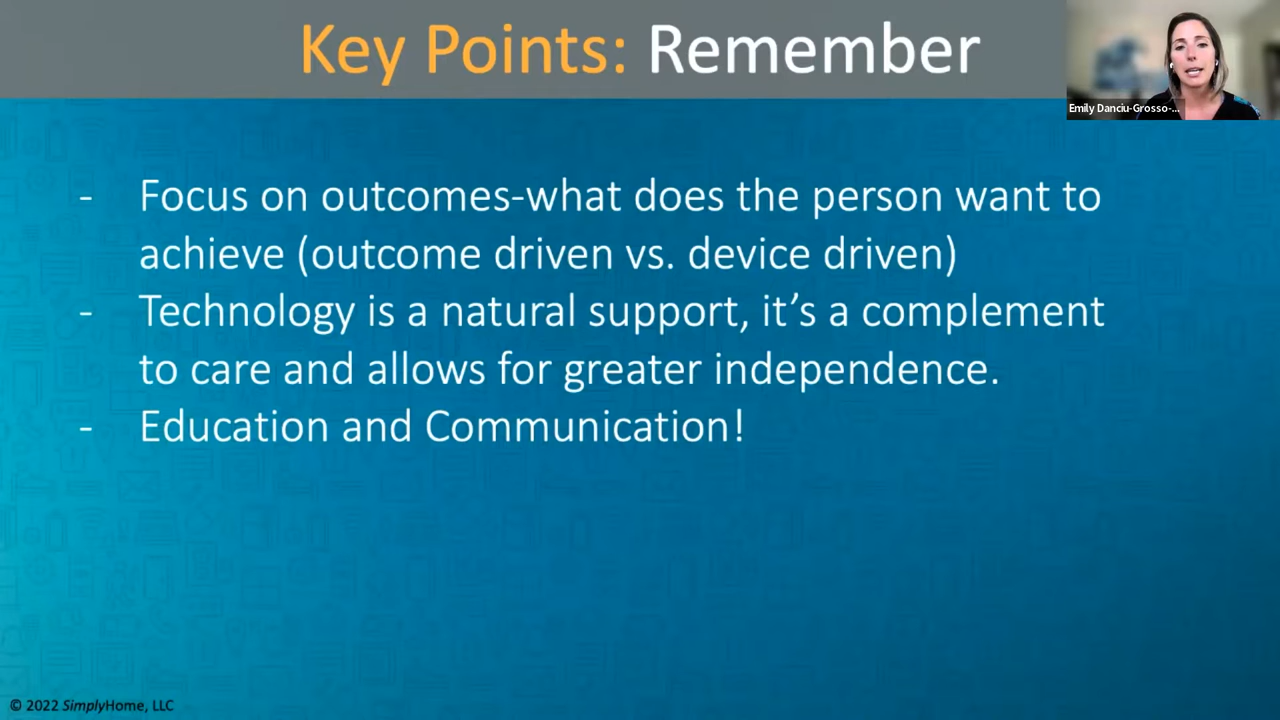 Key Points: Remember
Emily Danciu-Grosso-...
- Focus on outcomes-what does the person want to
achieve (outcome driven vs. device driven)
- Technology is a natural support, it’s a complement
to care and allows for greater independence.
- Education and Communication!
© 2022 SimplyHome, LLC